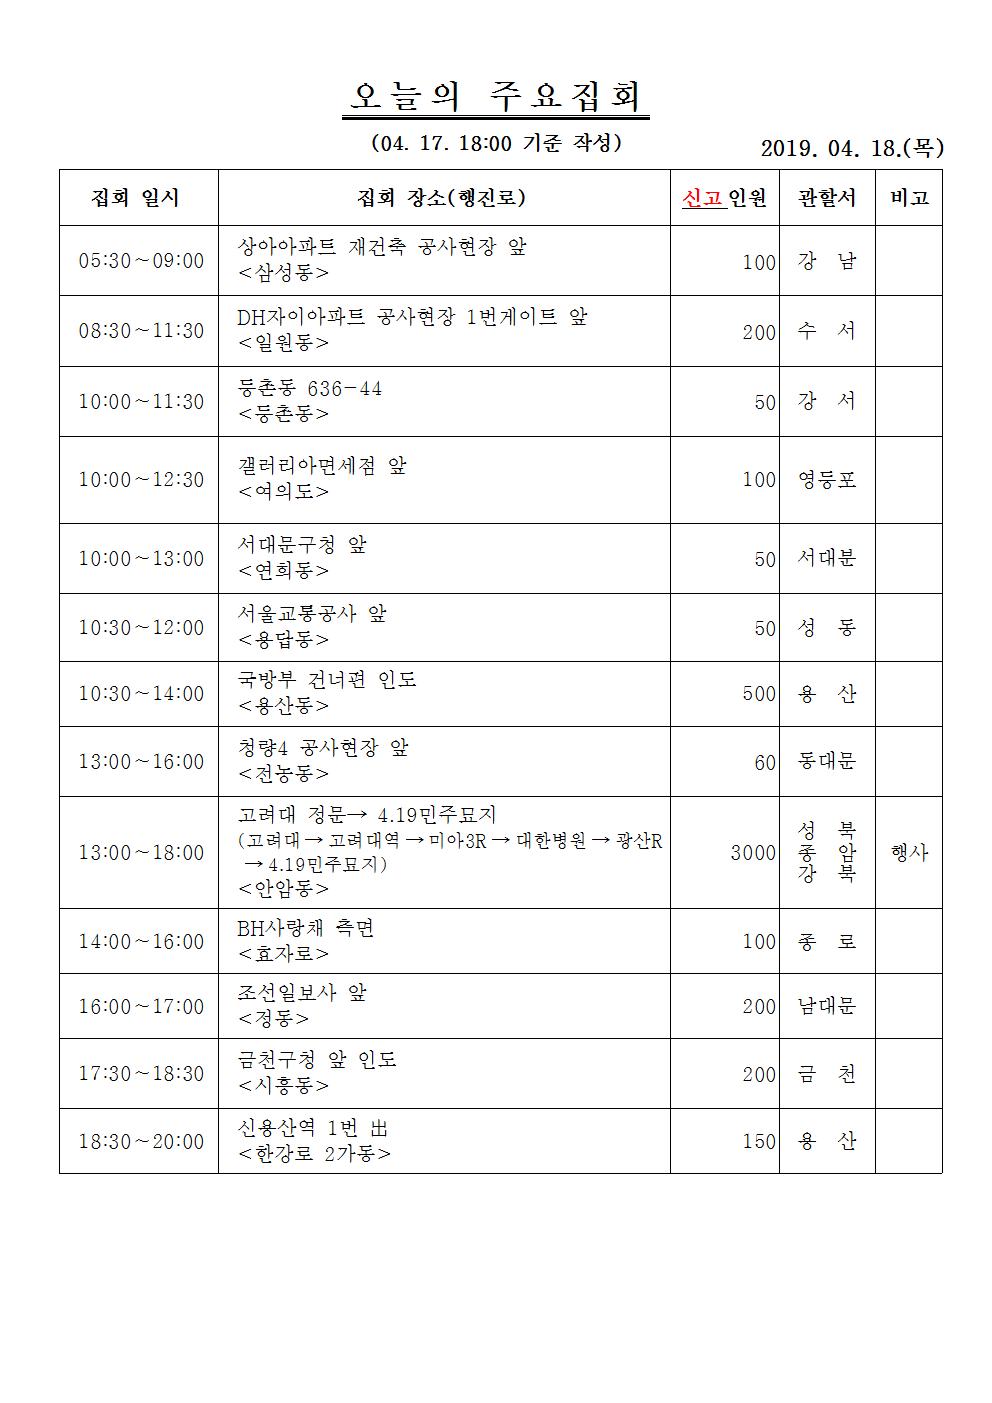 오늘의 주요집회
(04. 17. 18:00 기준 작성)
2019. 04. 18.(목)
집회 일시 집회 장소(행진로) 신고인원 관할서 비고
05:30~09:00 상아아파트 재건축 공사현장 앞 <삼성동> 100 강 남
08:30~11:30 DH자이아파트 공사현장 1번게이트 앞 <일원동> 200 수 서
10:00~11:30 등촌동 636-44 <등촌동> 50 강 서
10:00~12:30 갤러리아면세점 앞 <여의도> 100 영등포
10:00~13:00 서대문구청 앞 <연희동> 50 서대분
10:30~12:00 서울교통공사 앞 <용답동> 50 성 동
10:30~14:00 국방부 건너편 인도 <용산동> 500 용 산
13:00~16:00 청량4 공사현장 앞 <전농동> 60 동대문
13:00~18:00 고려대 정문→ 4.19민주묘지
(고려대→고려대역→미아3R→대한병원→광산R
→4.19민주묘지)
<안암동> 3000 성 북 종 암 강 북 행사
14:00~16:00 BH사랑채 측면 <효자로> 100 종 로
16:00~17:00 조선일보사 앞 <정동> 200 남대문
17:30~18:30 금천구청 앞 인도 <시흥동> 200 금 천
18:30~20:00 신용산역 1번 出 <한강로 2가동> 150 용 산